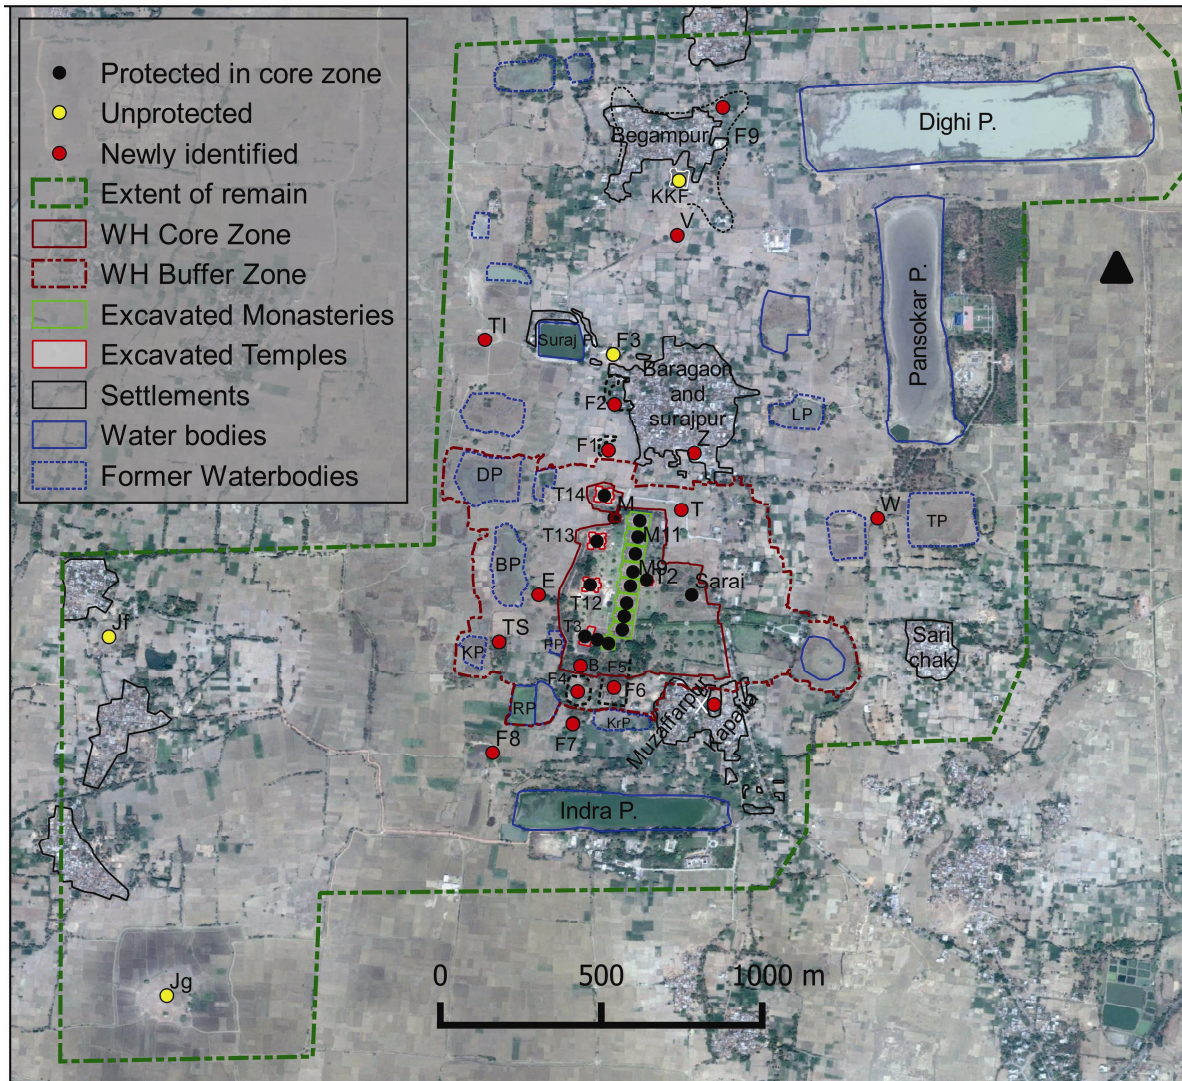 Protected in core zone
Unprotected
Newly identified
Extent of remain
WH Core Zone
WH Buffer Zone
Excavated Monasteries
Excavated Temples
Settlements
Water bodies
Former Waterbodies
Begampur
F9
Dighi P.
KKF
V
Pansokar P.
TI
Suraj P.
F3
Baragaon
and
surajpur
F2
LP
F1
Z
DP
T14
M
T
W
TP
T13
M11
BP
M9
T2
E
Sarai
T12
Jf
TS
T3
PP
Sari
chak
KP
B
F5
F4
F6
RP
KrP
Muzaffarpur
X
Kapatia
F8
F7
Indra P.
Jg
0 500 1000 m